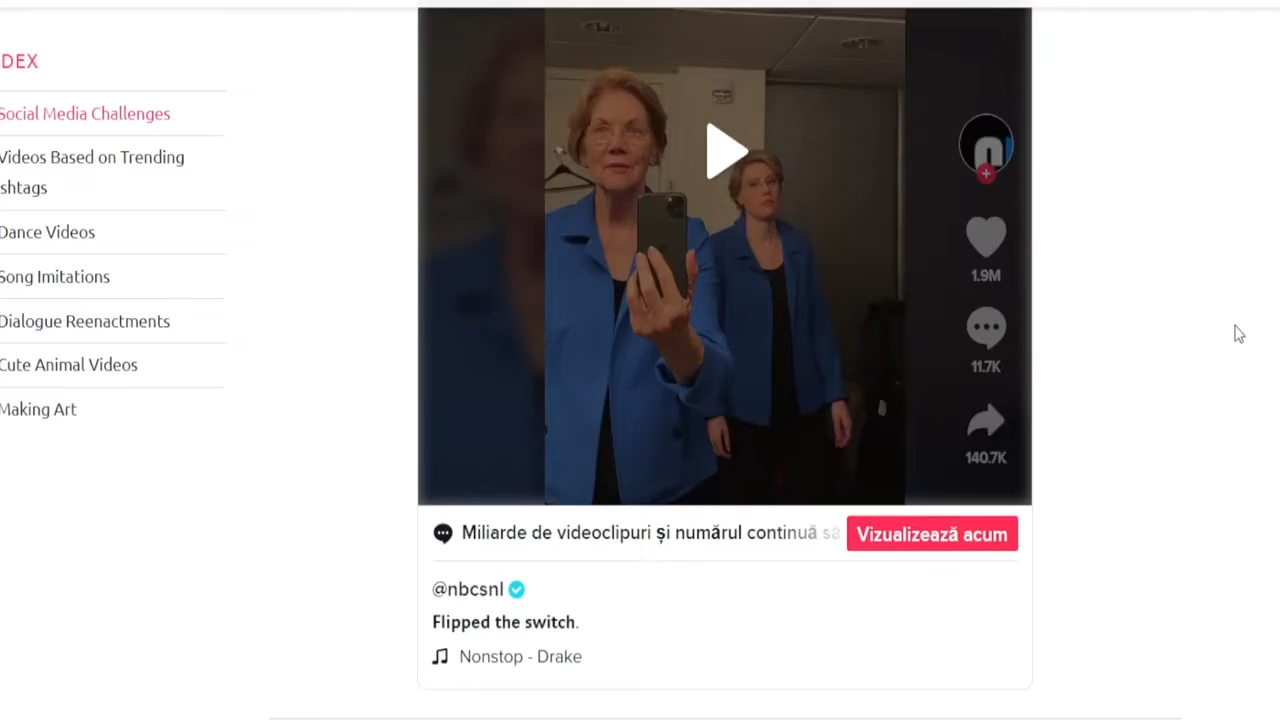 DEX
Social Media Challenges
Videos Based on Trending
shtags
Dance Videos
Song Imitations
Dialogue Reenactments
Cute Animal Videos
Making Art
n
1.9M
11.7K
140.7K
Miliarde de videoclipuri și numărul continuă să
Vizualizează acum
@nbcsnl
Flipped the switch.
Nonstop - Drake